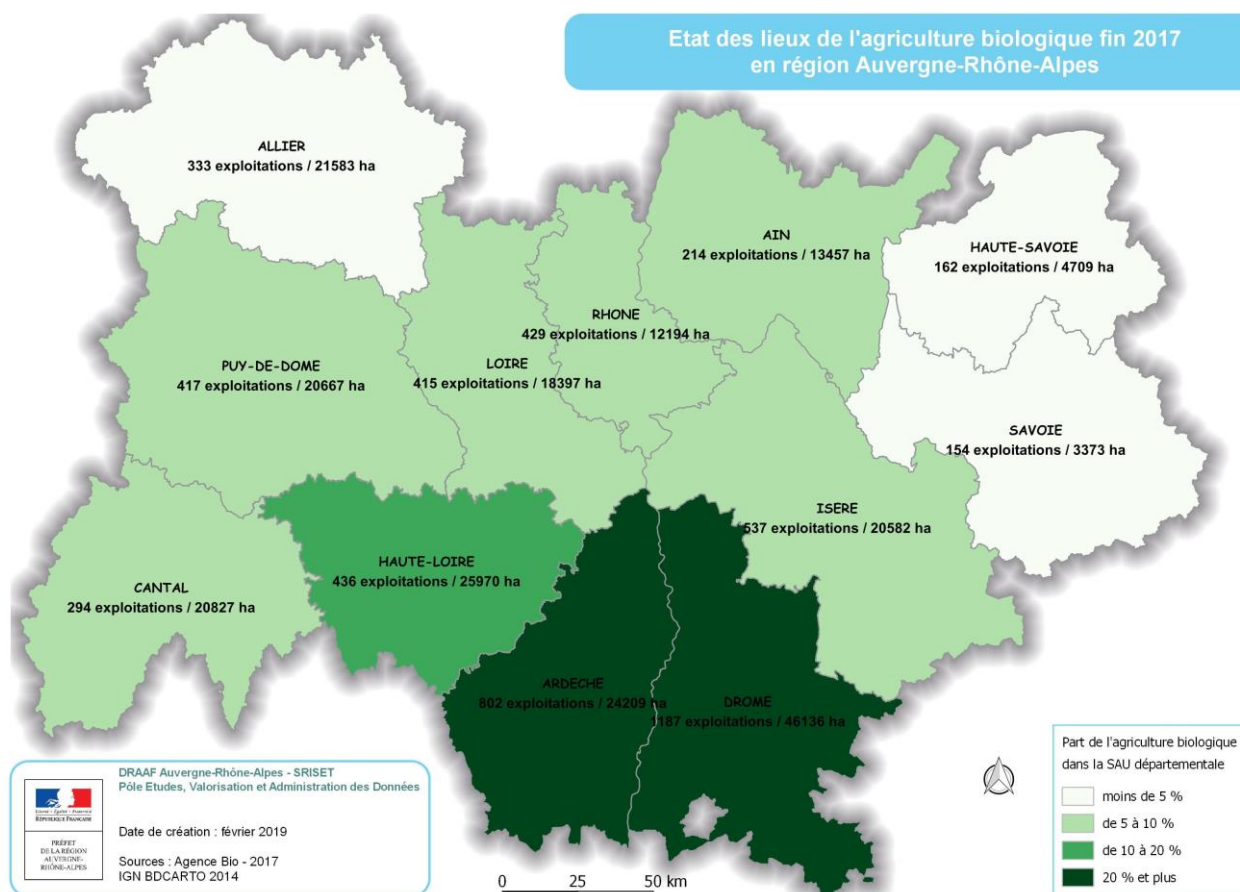 Etat des lieux de l'agriculture biologique fin 2017
en région Auvergne-Rhône-Alpes
ALLIER
333 exploitations / 21583 ha
AIN
214 exploitations / 13457 ha
HAUTE-SAVOIE
162 exploitations / 4709 ha
RHONE
429 exploitations / 12194 ha
PUY-DE-DOME
417 exploitations / 20667 ha
LOIRE
415 exploitations / 18397 ha
SAVOIE
154 exploitations / 3373 ha
ISERE
537 exploitations / 20582 ha
HAUTE-LOIRE
436 exploitations / 25970 ha
CANTAL
294 exploitations / 20827 ha
ARDECHE
802 exploitations / 24209 ha
DROME
1187 exploitations / 46136 ha
DRAAF Auvergne-Rhône-Alpes - SRISET
Pôle Etudes, Valorisation et Administration des Données
Liberté • Égalité • Fraternité
RÉPUBLIQUE FRANÇAISE
PRÉFET
DE LA RÉGION
AUVERGNE-
RHÔNE-ALPES
Date de création : février 2019
Sources : Agence Bio - 2017
IGN BDCARTO 2014
0 25 50 km
Part de l'agriculture biologique
dans la SAU départementale
moins de 5 %
de 5 à 10 %
de 10 à 20 %
20 % et plus